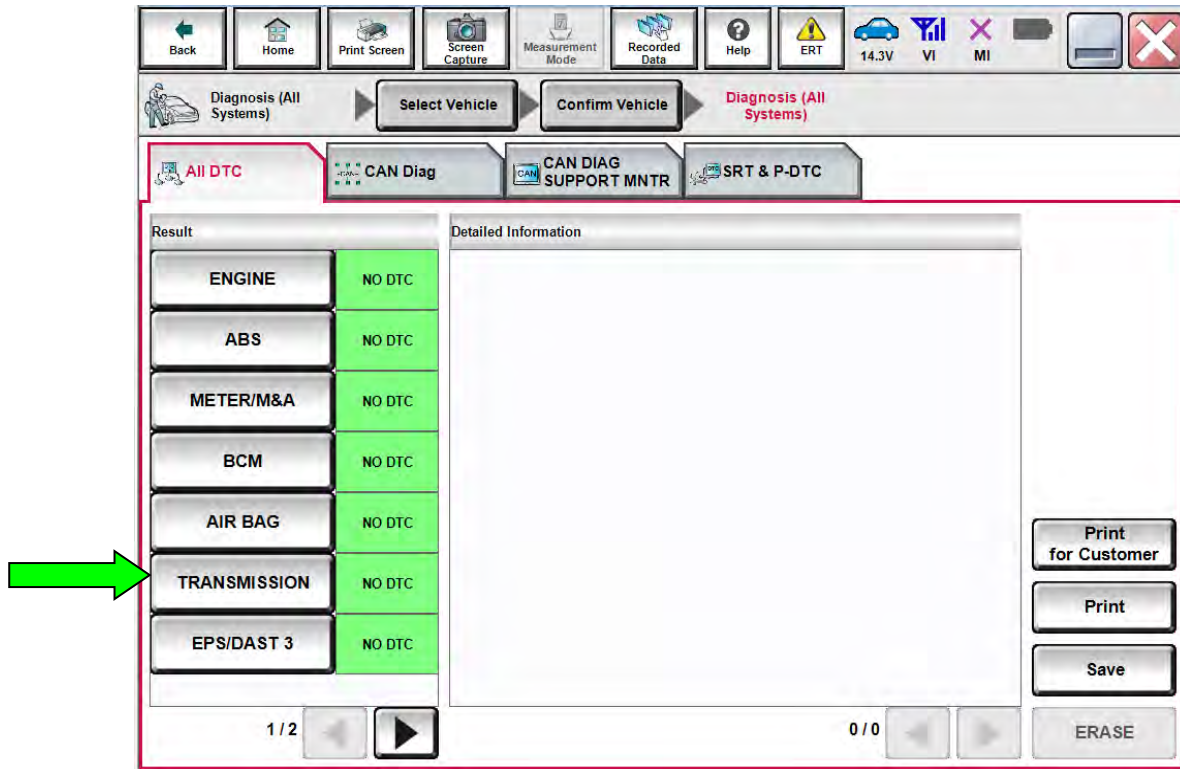 Back
Home
Print Screen
Screen
Capture
Measurement
Mode
Recorded
Data
Help
ERT
14.3V
VI
MI
Diagnosis (All
Systems)
Select Vehicle
Confirm Vehicle
Diagnosis (All
Systems)
All DTC
CAN Diag
CAN
CAN DIAG
SUPPORT MNTR
SRT & P-DTC
Result
Detailed Information
ENGINE NO DTC
ABS NO DTC
METER/M&A NO DTC
BCM NO DTC
AIR BAG NO DTC
TRANSMISSION NO DTC
EPS/DAST 3 NO DTC
Print
for Customer
Print
Save
1 / 2
0 / 0
ERASE